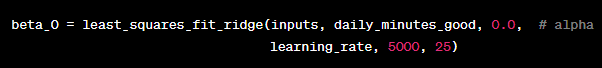 beta_0 = least_squares_fit_ridge(inputs, daily_minutes_good, 0.0,  # alpha
                                 learning_rate, 5000, 25)